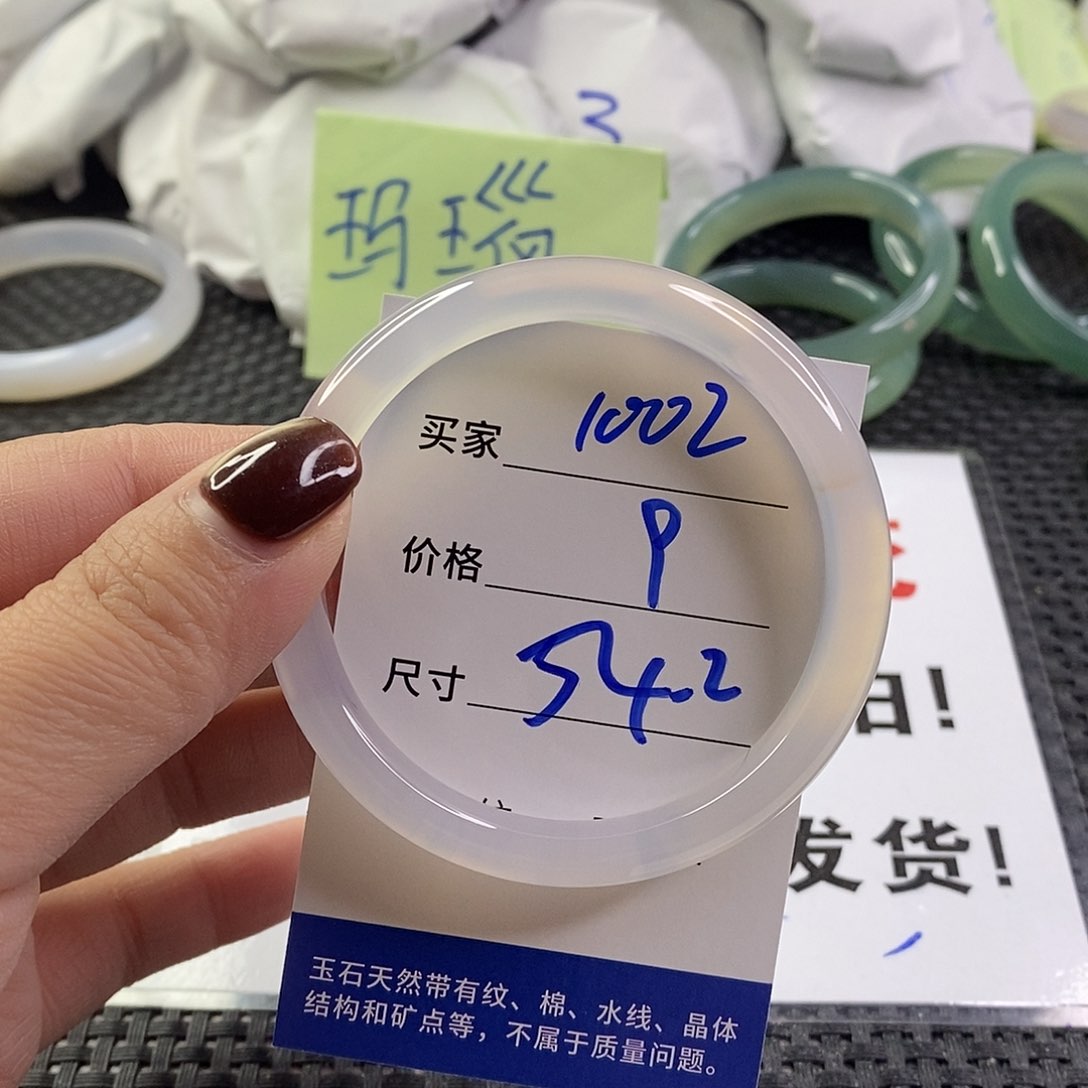 3
玛瑙
买家 1002
价格 9
尺寸 54.2
阳!
发货!
玉石天然带有纹、棉、水线、晶体
结构和矿点等，不属于质量问题。